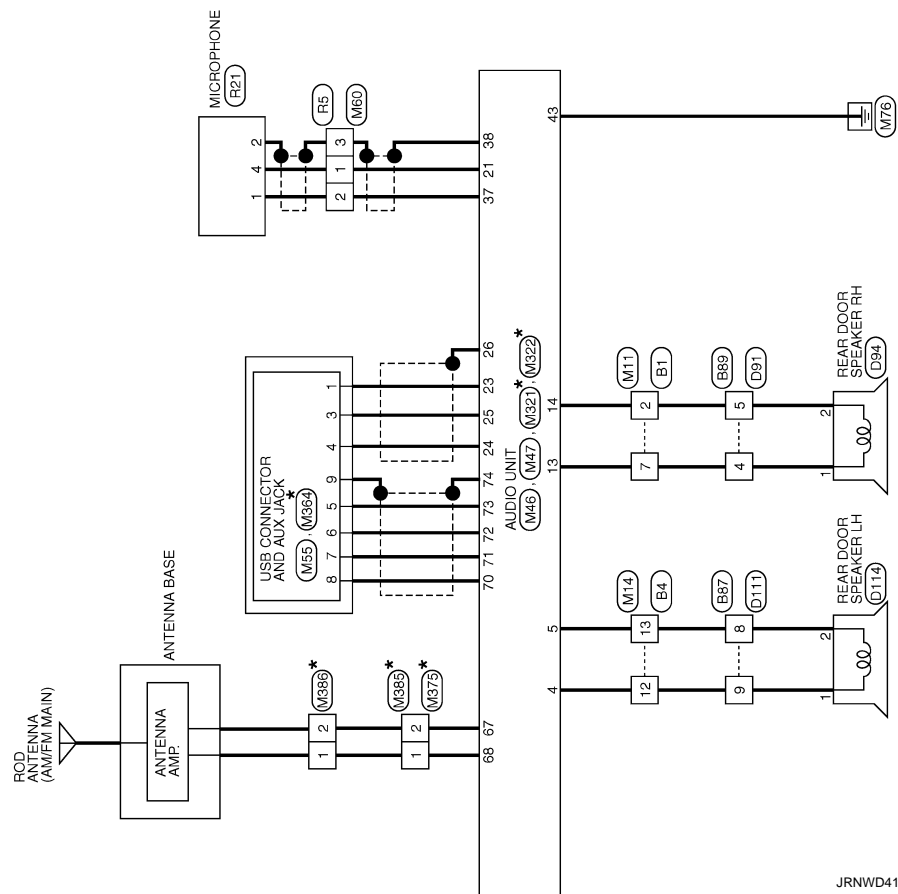 MICROPHONE
R21
2 4 1
R5
M60
3 1 2
38 21 37
43
M76
USB CONNECTOR
AND AUX JACK
M55 , M364 *
1 3 4 9 5 6 7 8
26 23 25 24 74 73 72 71 70
ROD
ANTENNA
(AM/FM MAIN)
ANTENNA BASE
ANTENNA
AMP.
M386 *
2 1
M385 *
M375 *
2 1
67 68
AUDIO UNIT
M46 , M47 , M321 * , M322 *
14 13
M11
B1
2 7
B89
D91
5 4
REAR DOOR
SPEAKER RH
D94
2 1
5 4
M14
B4
13 12
B87
D111
8 9
REAR DOOR
SPEAKER LH
D114
2 1
JRNWD41